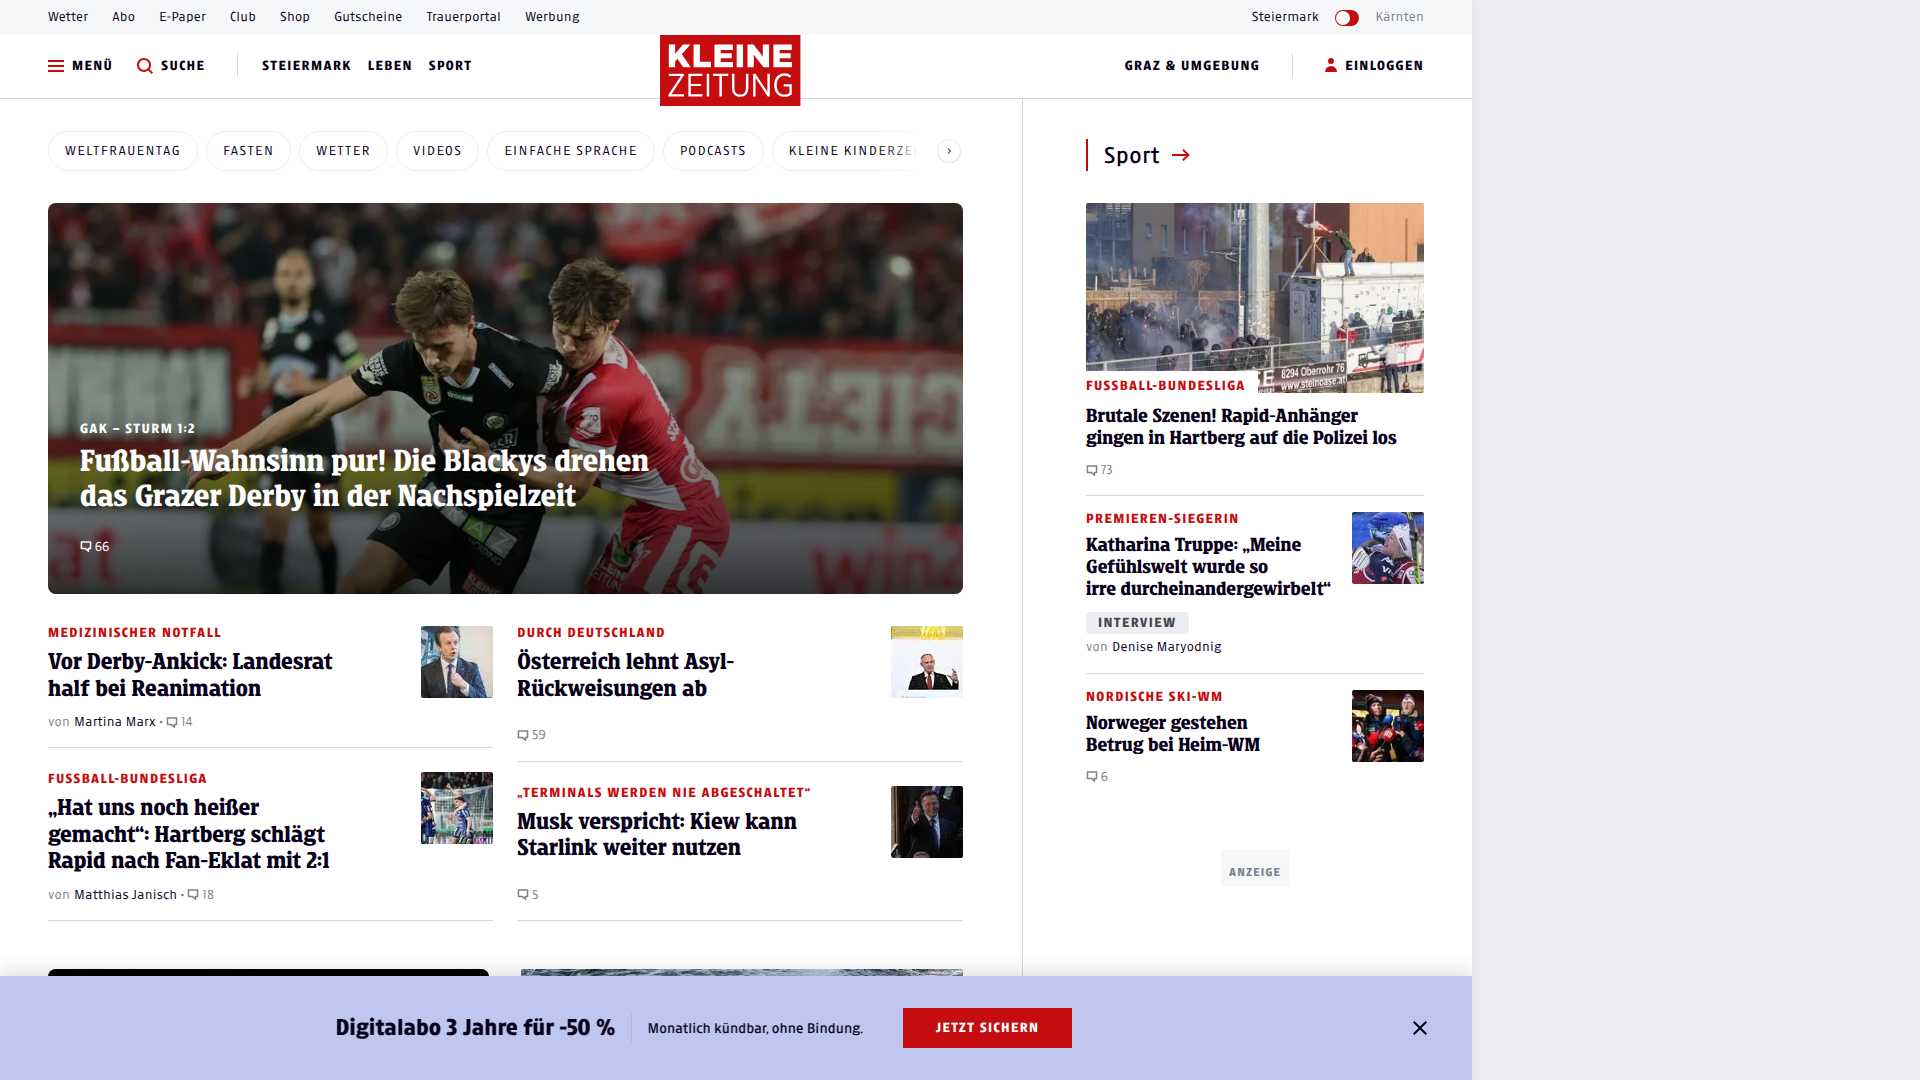 Wetter Abo E-Paper Club Shop Gutscheine Trauerportal Werbung
Steiermark Kärnten
MENÜ SUCHE STEIERMARK LEBEN SPORT
KLEINE
ZEITUNG
GRAZ & UMGEBUNG EINLOGGEN
WELTFRAUENTAG FASTEN WETTER VIDEOS EINFACHE SPRACHE PODCASTS KLEINE KINDERZE
GAK – STURM 1:2
Fußball-Wahnsinn pur! Die Blackys drehen
das Grazer Derby in der Nachspielzeit
66
MEDIZINISCHER NOTFALL
Vor Derby-Ankick: Landesrat
half bei Reanimation
von Martina Marx · 14
FUSSBALL-BUNDESLIGA
„Hat uns noch heißer
gemacht“: Hartberg schlägt
Rapid nach Fan-Eklat mit 2:1
von Matthias Janisch · 18
DURCH DEUTSCHLAND
Österreich lehnt Asyl-
Rückweisungen ab
59
„TERMINALS WERDEN NIE ABGESCHALTET“
Musk verspricht: Kiew kann
Starlink weiter nutzen
5
Sport
8294 Oberrohr 76
www.steinoase.at
FUSSBALL-BUNDESLIGA
Brutale Szenen! Rapid-Anhänger
gingen in Hartberg auf die Polizei los
73
PREMIEREN-SIEGERIN
Katharina Truppe: „Meine
Gefühlswelt wurde so
irre durcheinandergewirbelt“
INTERVIEW
von Denise Maryodnig
NORDISCHE SKI-WM
Norweger gestehen
Betrug bei Heim-WM
6
ANZEIGE
Digitalabo 3 Jahre für -50 %
Monatlich kündbar, ohne Bindung.
JETZT SICHERN